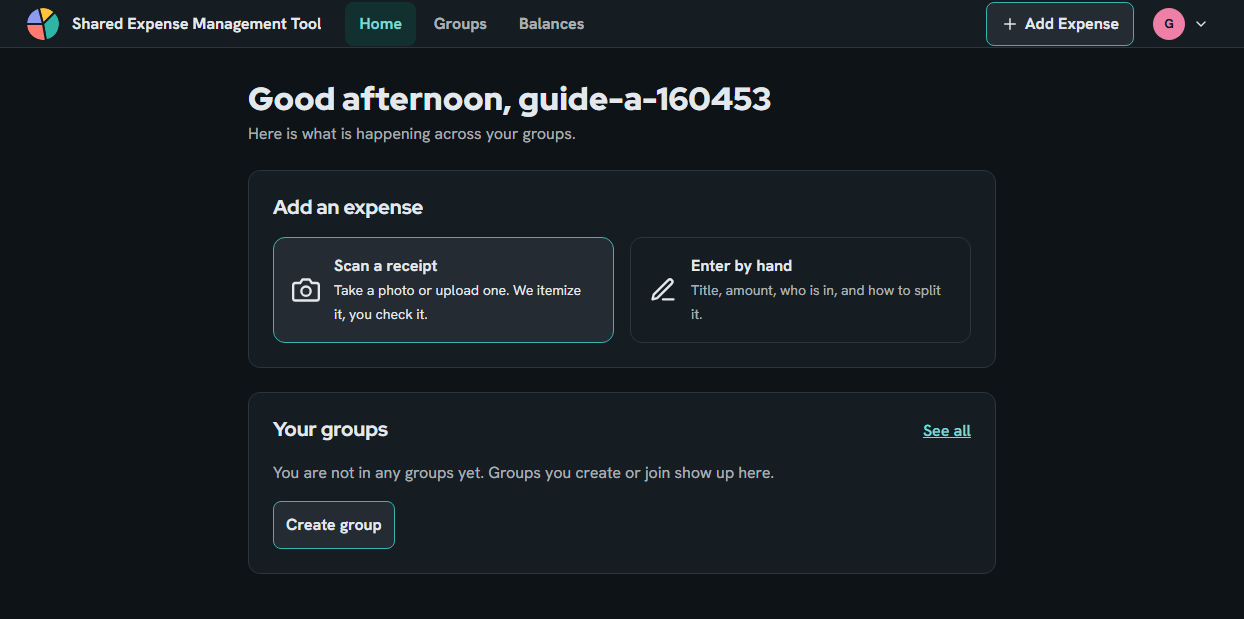 Shared Expense Management Tool
Home
Groups
Balances
+ Add Expense
G
Good afternoon, guide-a-160453
Here is what is happening across your groups.
Add an expense
Scan a receipt
Take a photo or upload one. We itemize
it, you check it.
Enter by hand
Title, amount, who is in, and how to split
it.
Your groups
See all
You are not in any groups yet. Groups you create or join show up here.
Create group